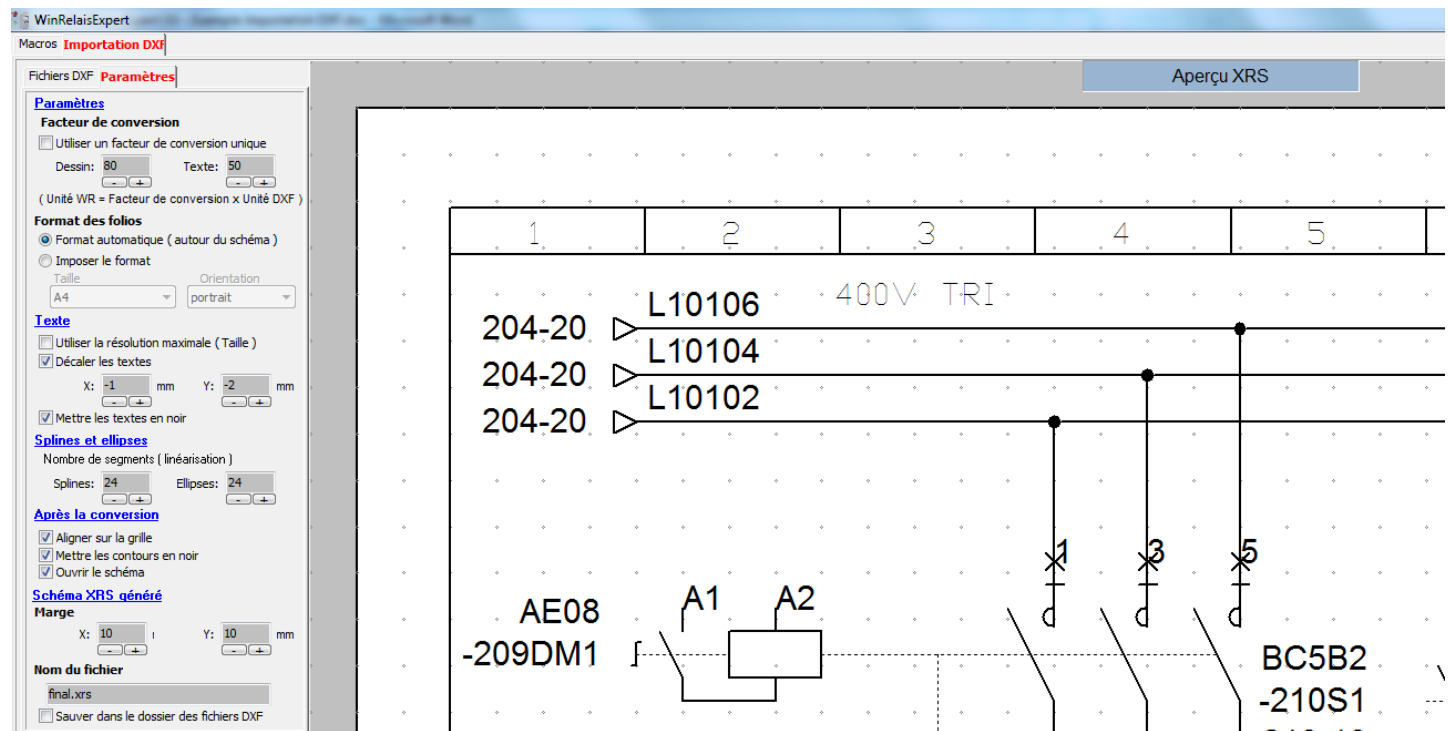 WinRelaisExpert
Macros Importation DXF
Fichiers DXF Paramètres
Aperçu XRS
Paramètres
Facteur de conversion
Utiliser un facteur de conversion unique
Dessin: 80 Texte: 50
- + - +
( Unité WR = Facteur de conversion x Unité DXF )
Format des folios
Format automatique ( autour du schéma )
Imposer le format
Taille Orientation
A4 portrait
Texte
Utiliser la résolution maximale ( Taille )
Décaler les textes
X: -1 mm Y: -2 mm
- + - +
Mettre les textes en noir
Splines et ellipses
Nombre de segments ( linéarisation )
Splines: 24 Ellipses: 24
- + - +
Après la conversion
Aligner sur la grille
Mettre les contours en noir
Ouvrir le schéma
Schéma XRS généré
Marge
X: 10 Y: 10 mm
- + - +
Nom du fichier
final.xrs
Sauver dans le dossier des fichiers DXF
1 2 3 4 5
400V TRI
L10106
204-20
L10104
204-20
L10102
204-20
1 3 5
A1 A2
AE08
-209DM1
BC5B2
-210S1